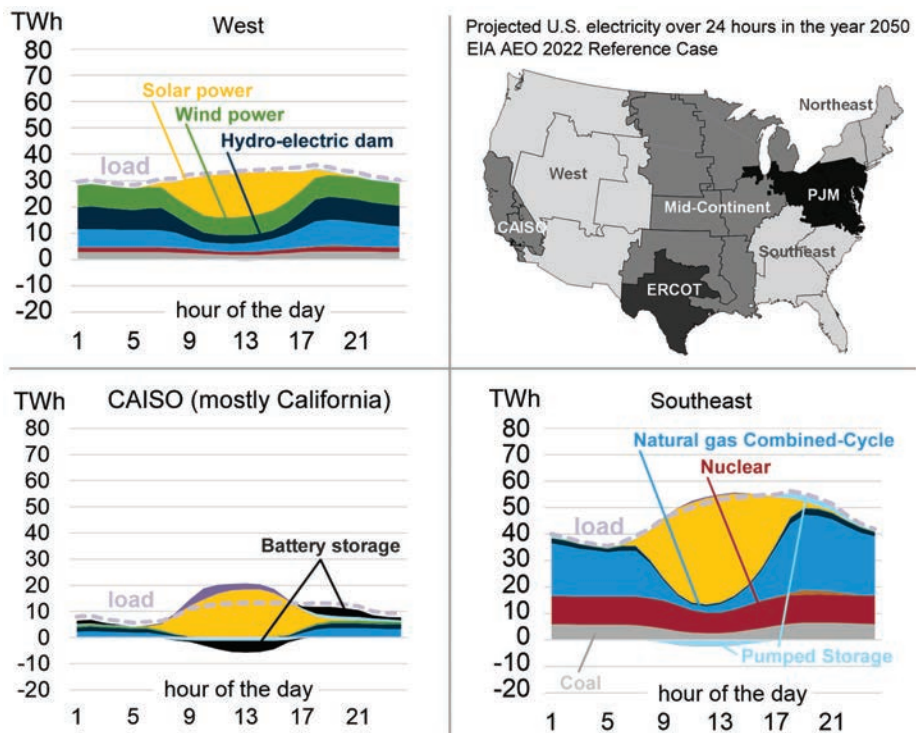 TWh
West
80
70
60
50
40
30
20
10
0
-10
-20
Solar power
Wind power
Hydro-electric dam
load
hour of the day
1 5 9 13 17 21
Projected U.S. electricity over 24 hours in the year 2050
EIA AEO 2022 Reference Case
Northeast
West
PJM
Mid-Continent
CAISO
Southeast
ERCOT
TWh
CAISO (mostly California)
80
70
60
50
40
30
20
10
0
-10
-20
Battery storage
load
hour of the day
1 5 9 13 17 21
TWh
Southeast
80
70
60
50
40
30
20
10
0
-10
-20
Natural gas Combined-Cycle
Nuclear
load
Pumped Storage
Coal
hour of the day
1 5 9 13 17 21